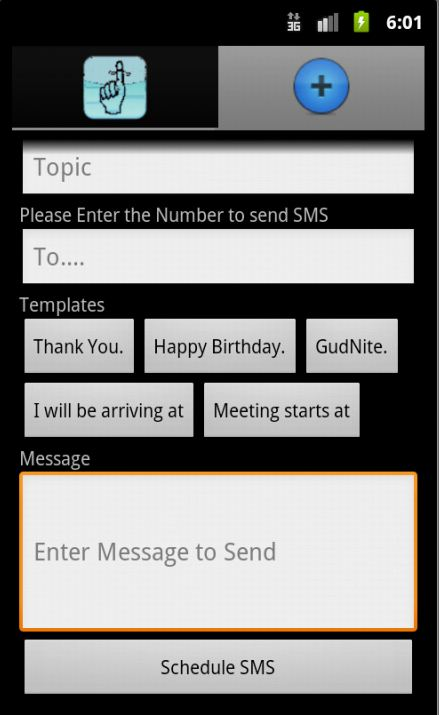 3G 6:01
Topic
Please Enter the Number to send SMS
To....
Templates
Thank You. Happy Birthday. GudNite.
I will be arriving at Meeting starts at
Message
Enter Message to Send
Schedule SMS